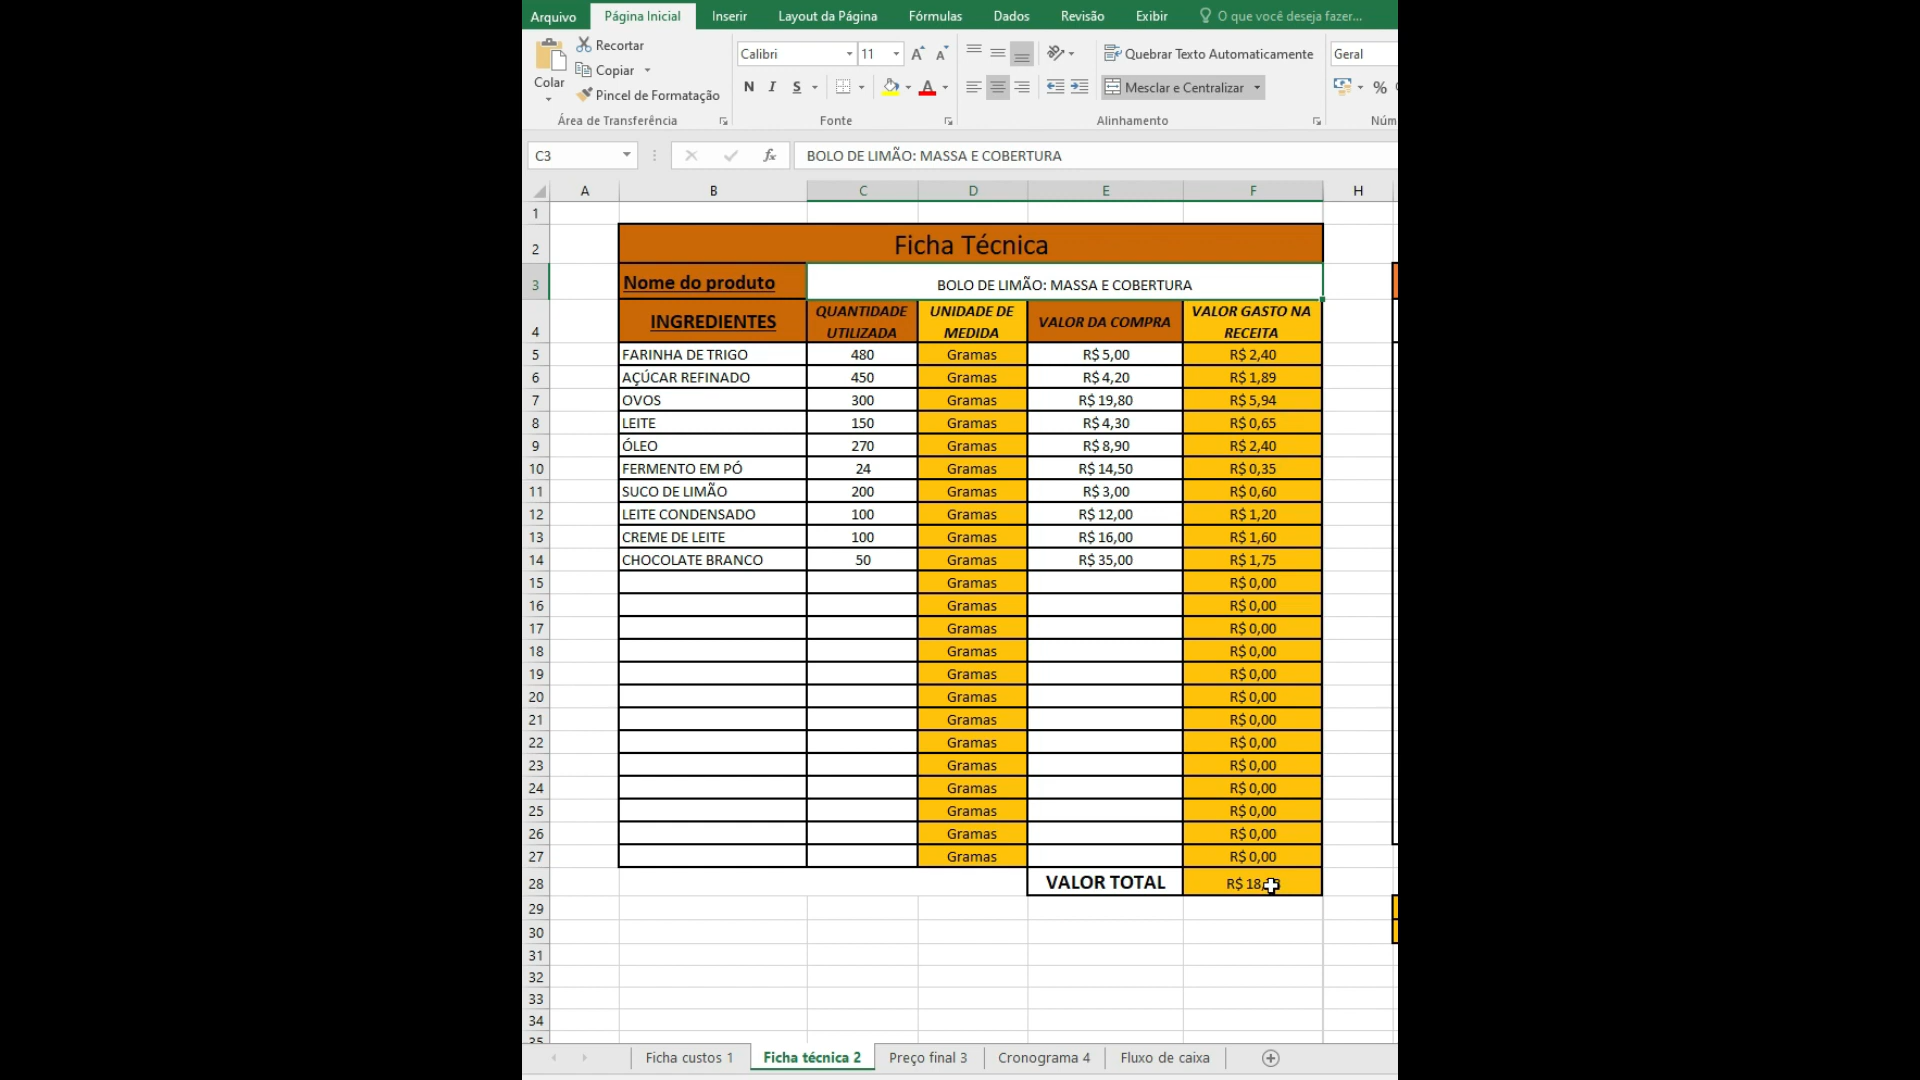 Arquivo Página Inicial Inserir Layout da Página Fórmulas Dados Revisão Exibir O que você deseja fazer...
Colar
Recortar
Copiar
Pincel de Formatação
Área de Transferência
Calibri 11
N I S
Fonte
Quebrar Texto Automaticamente
Mesclar e Centralizar
Alinhamento
Geral
%
Núm
C3 fx BOLO DE LIMÃO: MASSA E COBERTURA
A B C D E F H
1
2 Ficha Técnica
3 Nome do produto BOLO DE LIMÃO: MASSA E COBERTURA
4 INGREDIENTES QUANTIDADE UTILIZADA UNIDADE DE MEDIDA VALOR DA COMPRA VALOR GASTO NA RECEITA
5 FARINHA DE TRIGO 480 Gramas R$ 5,00 R$ 2,40
6 AÇÚCAR REFINADO 450 Gramas R$ 4,20 R$ 1,89
7 OVOS 300 Gramas R$ 19,80 R$ 5,94
8 LEITE 150 Gramas R$ 4,30 R$ 0,65
9 ÓLEO 270 Gramas R$ 8,90 R$ 2,40
10 FERMENTO EM PÓ 24 Gramas R$ 14,50 R$ 0,35
11 SUCO DE LIMÃO 200 Gramas R$ 3,00 R$ 0,60
12 LEITE CONDENSADO 100 Gramas R$ 12,00 R$ 1,20
13 CREME DE LEITE 100 Gramas R$ 16,00 R$ 1,60
14 CHOCOLATE BRANCO 50 Gramas R$ 35,00 R$ 1,75
15 Gramas R$ 0,00
16 Gramas R$ 0,00
17 Gramas R$ 0,00
18 Gramas R$ 0,00
19 Gramas R$ 0,00
20 Gramas R$ 0,00
21 Gramas R$ 0,00
22 Gramas R$ 0,00
23 Gramas R$ 0,00
24 Gramas R$ 0,00
25 Gramas R$ 0,00
26 Gramas R$ 0,00
27 Gramas R$ 0,00
28 VALOR TOTAL R$
29
30
31
32
33
34
Ficha custos 1 Ficha técnica 2 Preço final 3 Cronograma 4 Fluxo de caixa